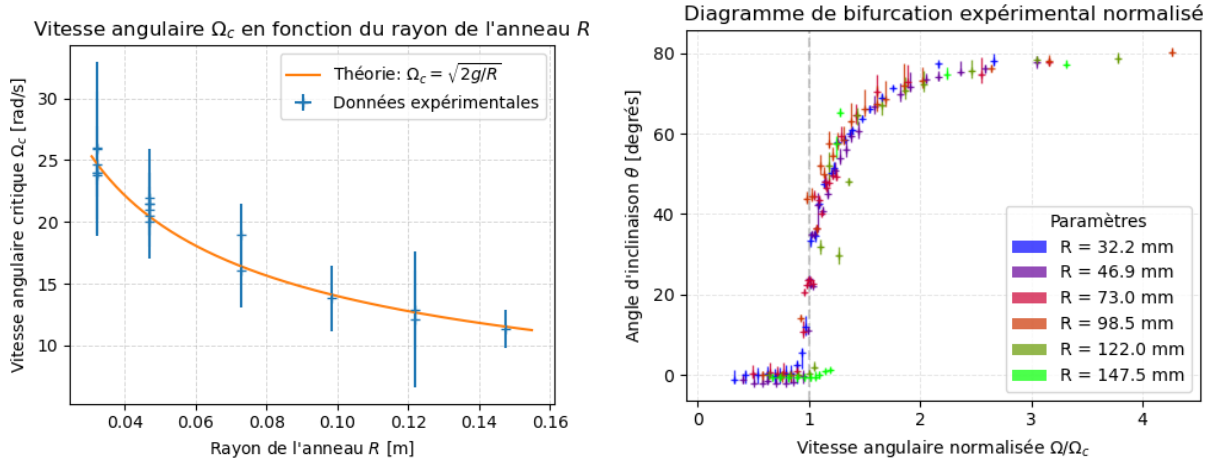 Vitesse angulaire Ω_c en fonction du rayon de l'anneau R
Vitesse angulaire critique Ω_c [rad/s]
30
25
20
15
10
Théorie: Ω_c = √2g/R
Données expérimentales
0.04 0.06 0.08 0.10 0.12 0.14 0.16
Rayon de l'anneau R [m]
Diagramme de bifurcation expérimental normalisé
Angle d'inclinaison θ [degrés]
80
60
40
20
0
Paramètres
R = 32.2 mm
R = 46.9 mm
R = 73.0 mm
R = 98.5 mm
R = 122.0 mm
R = 147.5 mm
0 1 2 3 4
Vitesse angulaire normalisée Ω/Ω_c